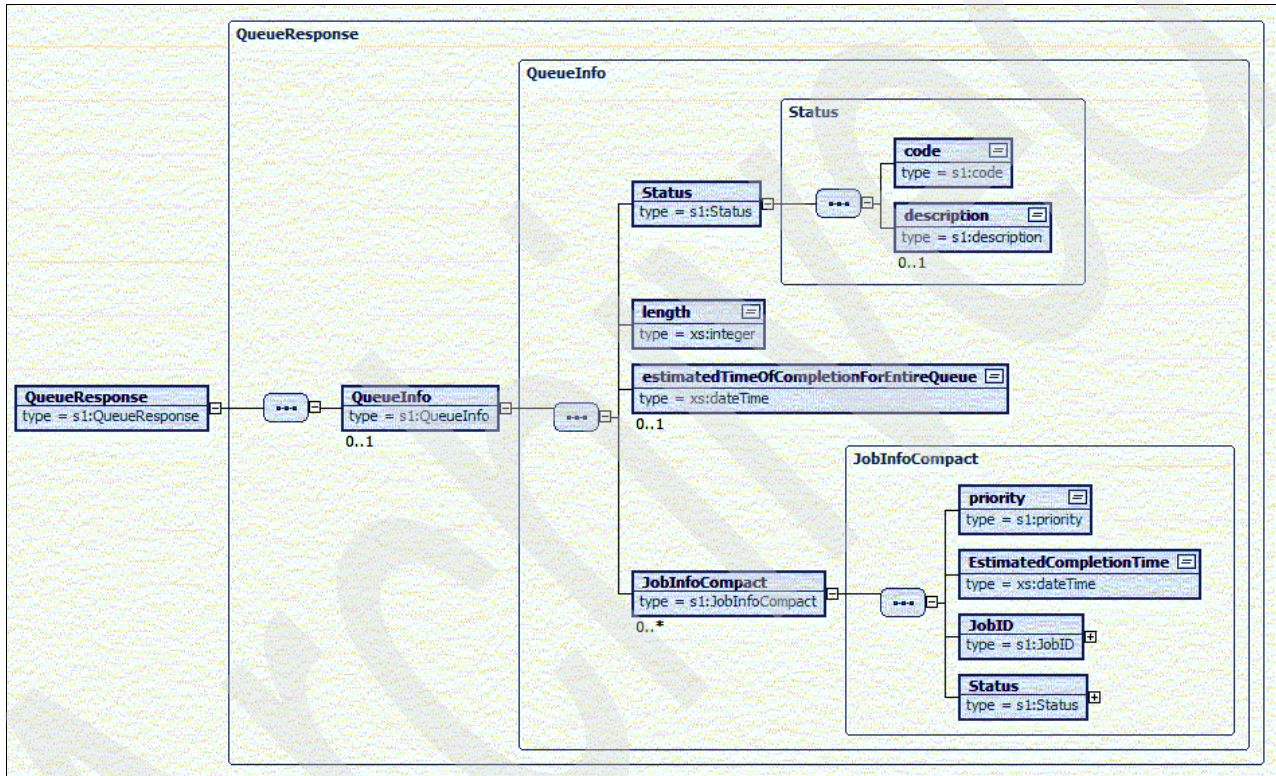 QueueResponse
QueueInfo
Status
code
type = s1:code
Status
type = s1:Status
description
type = s1:description
0..1
length
type = xs:integer
estimatedTimeOfCompletionForEntireQueue
type = xs:dateTime
0..1
QueueResponse
type = s1:QueueResponse
QueueInfo
type = s1:QueueInfo
0..1
JobInfoCompact
priority
type = s1:priority
EstimatedCompletionTime
type = xs:dateTime
JobInfoCompact
type = s1:JobInfoCompact
0..*
JobID
type = s1:JobID
Status
type = s1:Status